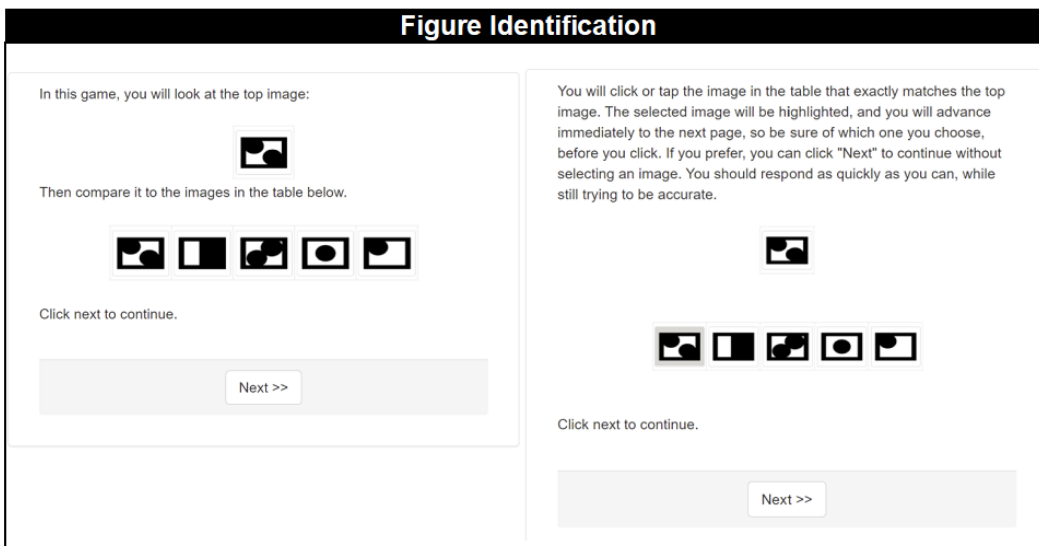 Figure Identification
In this game, you will look at the top image:
Then compare it to the images in the table below.
Click next to continue.
Next >>
You will click or tap the image in the table that exactly matches the top
image. The selected image will be highlighted, and you will advance
immediately to the next page, so be sure of which one you choose,
before you click. If you prefer, you can click "Next" to continue without
selecting an image. You should respond as quickly as you can, while
still trying to be accurate.
Click next to continue.
Next >>